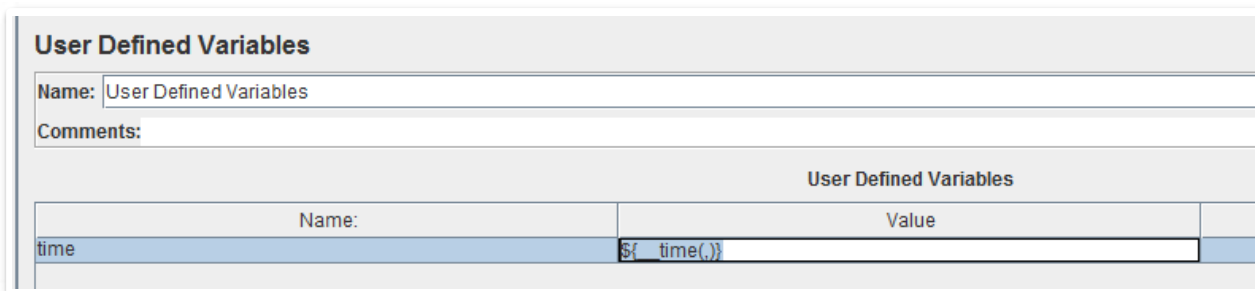 User Defined Variables
Name: User Defined Variables
Comments:
User Defined Variables
Name: Value
time ${__time(,)}